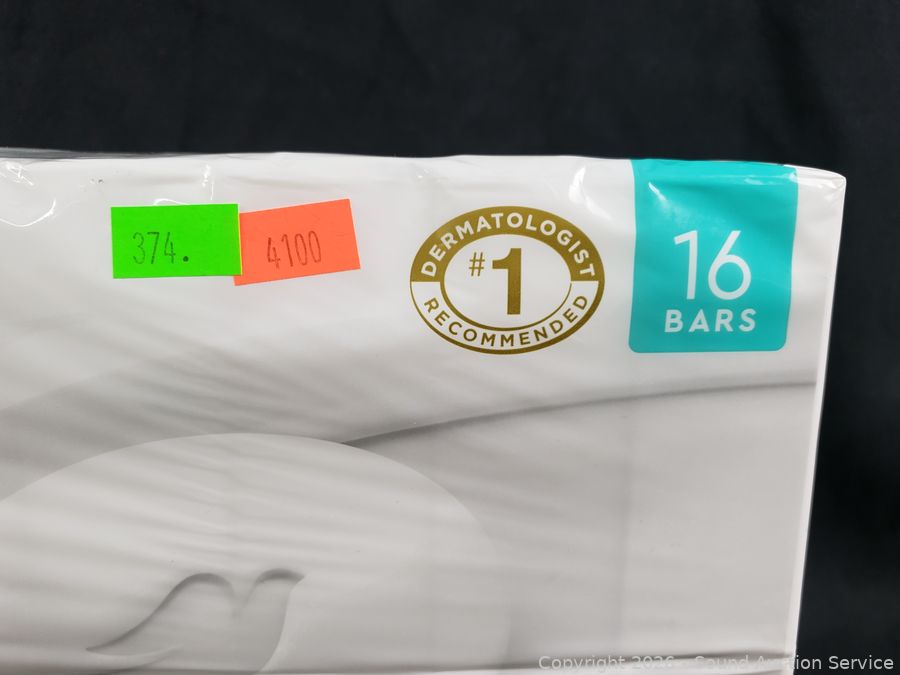 374.
4100
DERMATOLOGIST
#1
RECOMMENDED
16
BARS
Copyright 2026 - Sound Auction Service